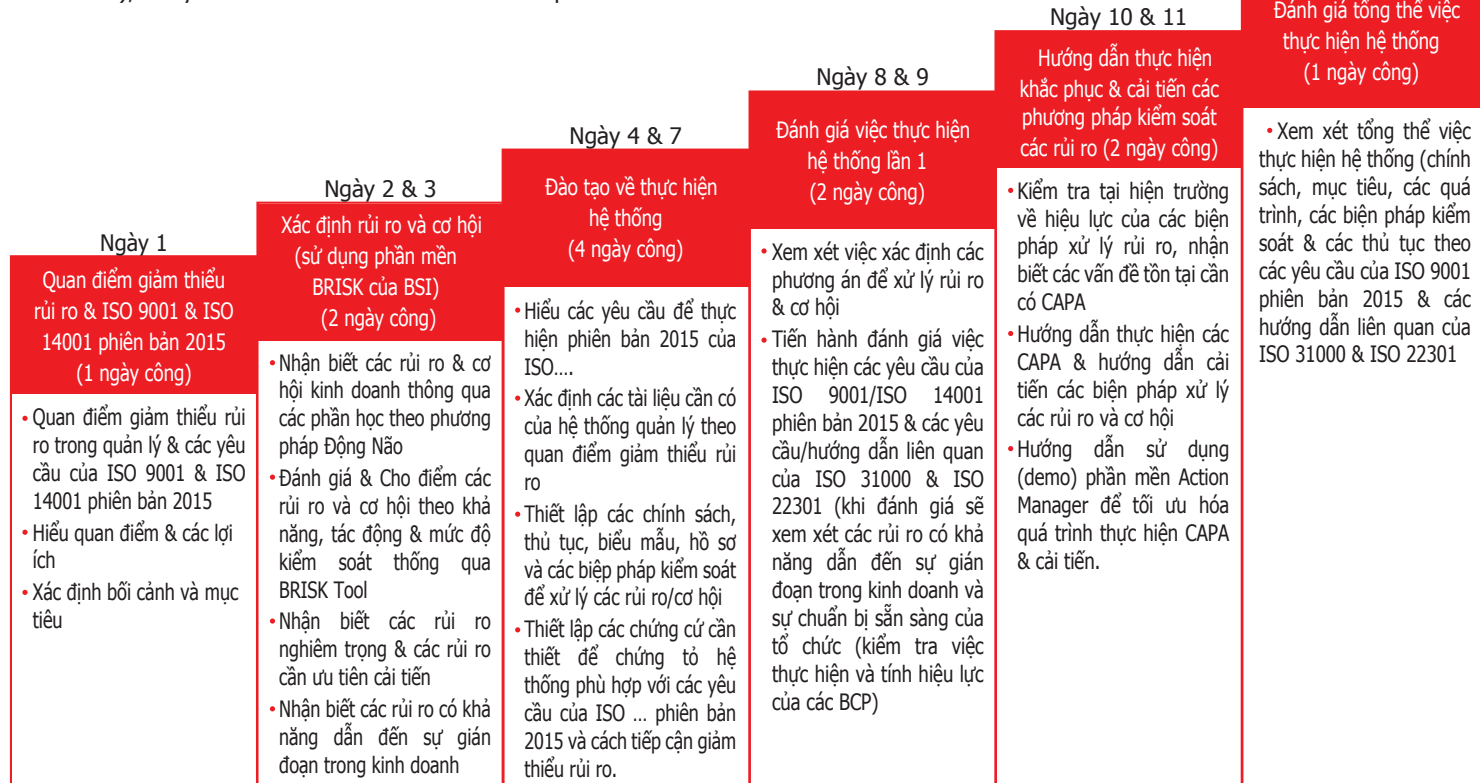 Ngày 1
Quan điểm giảm thiểu
rủi ro & ISO 9001 & ISO
14001 phiên bản 2015
(1 ngày công)
• Quan điểm giảm thiểu rủi
ro trong quản lý & các yêu
cầu của ISO 9001 & ISO
14001 phiên bản 2015
• Hiểu quan điểm & các lợi
ích
• Xác định bối cảnh và mục
tiêu
Ngày 2 & 3
Xác định rủi ro và cơ hội
(sử dụng phần mền
BRISK của BSI)
(2 ngày công)
• Nhận biết các rủi ro & cơ
hội kinh doanh thông qua
các phần học theo phương
pháp Động Não
• Đánh giá & Cho điểm các
rủi ro và cơ hội theo khả
năng, tác động & mức độ
kiểm soát thống qua
BRISK Tool
• Nhận biết các rủi ro
nghiêm trọng & các rủi ro
cần ưu tiên cải tiến
• Nhận biết các rủi ro có khả
năng dẫn đến sự gián
đoạn trong kinh doanh
Ngày 4 & 7
Đào tạo về thực hiện
hệ thống
(4 ngày công)
• Hiểu các yêu cầu để thực
hiện phiên bản 2015 của
ISO....
• Xác định các tài liệu cần có
của hệ thống quản lý theo
quan điểm giảm thiểu rủi
ro
• Thiết lập các chính sách,
thủ tục, biểu mẫu, hồ sơ
và các biệp pháp kiểm soát
để xử lý các rủi ro/cơ hội
• Thiết lập các chứng cứ cần
thiết để chứng tỏ hệ
thống phù hợp với các yêu
cầu của ISO ... phiên bản
2015 và cách tiếp cận giảm
thiểu rủi ro.
Ngày 8 & 9
Đánh giá việc thực hiện
hệ thống lần 1
(2 ngày công)
• Xem xét việc xác định các
phương án để xử lý rủi ro
& cơ hội
• Tiến hành đánh giá việc
thực hiện các yêu cầu của
ISO 9001/ISO 14001
phiên bản 2015 & các yêu
cầu/hướng dẫn liên quan
của ISO 31000 & ISO
22301 (khi đánh giá sẽ
xem xét các rủi ro có khả
năng dẫn đến sự gián
đoạn trong kinh doanh và
sự chuẩn bị sẵn sàng của
tổ chức (kiểm tra việc
thực hiện và tính hiệu lực
của các BCP)
Ngày 10 & 11
Hướng dẫn thực hiện
khắc phục & cải tiến các
phương pháp kiểm soát
các rủi ro (2 ngày công)
• Kiểm tra tại hiện trường
về hiệu lực của các biện
pháp xử lý rủi ro, nhận
biết các vấn đề tồn tại cần
có CAPA
• Hướng dẫn thực hiện các
CAPA & hướng dẫn cải
tiến các biện pháp xử lý
các rủi ro và cơ hội
• Hướng dẫn sử dụng
(demo) phần mền Action
Manager để tối ưu hóa
quá trình thực hiện CAPA
& cải tiến.
Đánh giá tổng thể việc
thực hiện hệ thống
(1 ngày công)
• Xem xét tổng thể việc
thực hiện hệ thống (chính
sách, mục tiêu, các quá
trình, các biện pháp kiểm
soát & các thủ tục theo
các yêu cầu của ISO 9001
phiên bản 2015 & các
hướng dẫn liên quan của
ISO 31000 & ISO 22301